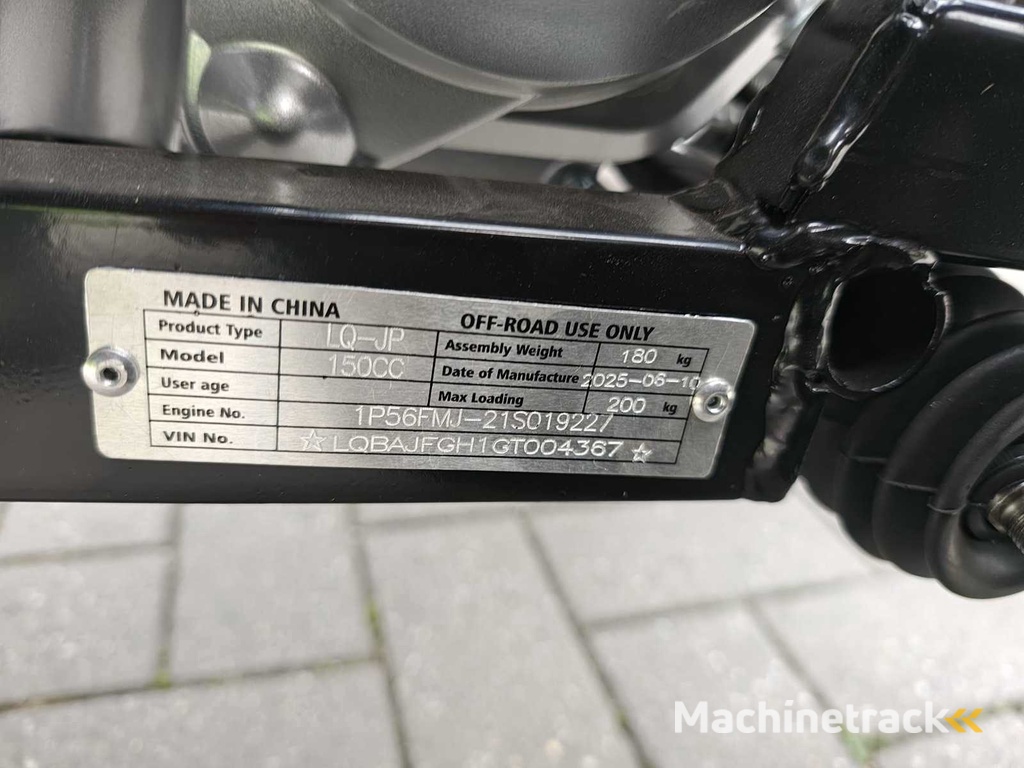 MADE IN CHINA OFF-ROAD USE ONLY
Product Type LQ-JP Assembly Weight 180 kg
Model 150CC Date of Manufacture 2025-06-10
User age Max Loading 200 kg
Engine No. 1P56FMJ-21S019227
VIN No. ☆LQBAJFGH1GT004367☆
Machinetrack